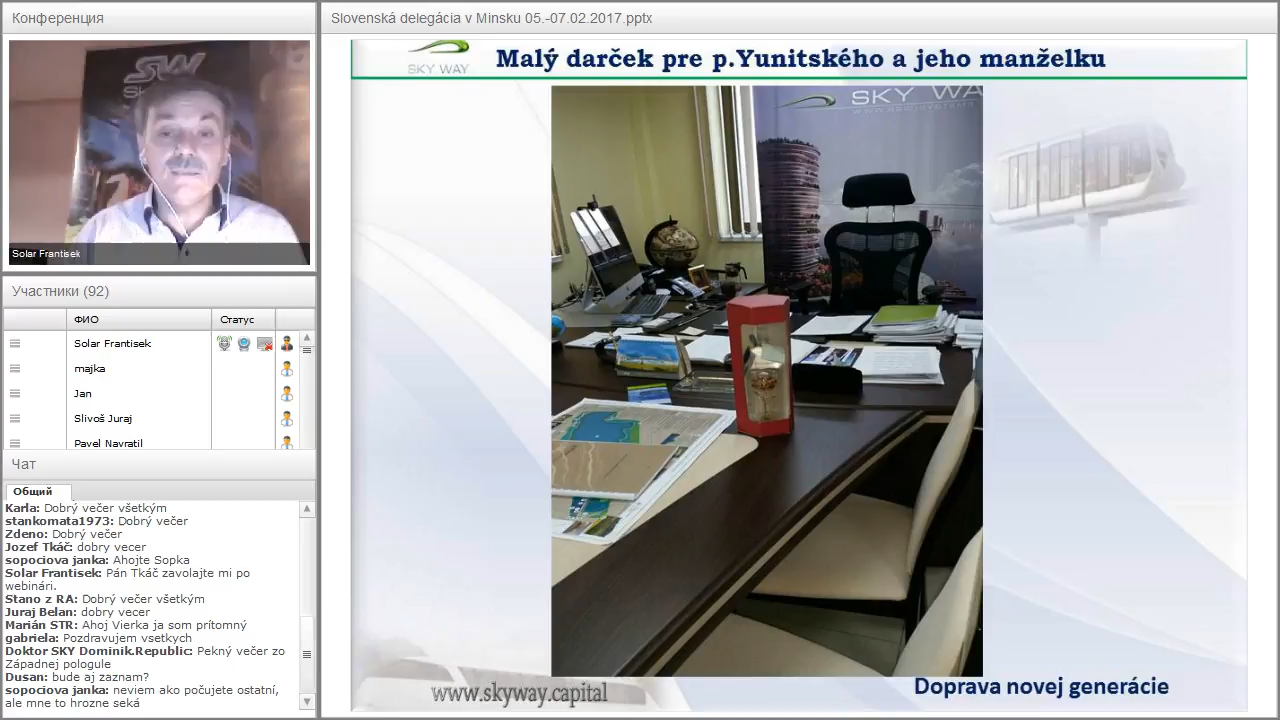 Конференция
Solar Frantisek
Участники (92)
ФИО
Статус
Solar Frantisek
majka
Jan
Slivoš Juraj
Pavel Navratil
Чат
Общий
Karla: Dobrý večer všetkým
stankomata1973: Dobrý večer
Zdeno: Dobrý večer
Jozef Tkáč: dobry vecer
sopociova janka: Ahojte Sopka
Solar Frantisek: Pán Tkáč zavolajte mi po
webinári.
Stano z RA: Dobrý večer všetkým
Juraj Belan: dobry vecer
Marián STR: Ahoj Vierka ja som prítomný
gabriela: Pozdravujem vsetkych
Doktor SKY Dominik.Republic: Pekný večer zo
Západnej pologule
Dusan: bude aj zaznam?
sopociova janka: neviem ako počujete ostatní,
ale mne to hrozne seká
Slovenská delegácia v Minsku 05.-07.02.2017.pptx
SKY WAY
Malý darček pre p.Yunitského a jeho manželku
SKY WA
www.skyway.capital
Doprava novej generácie